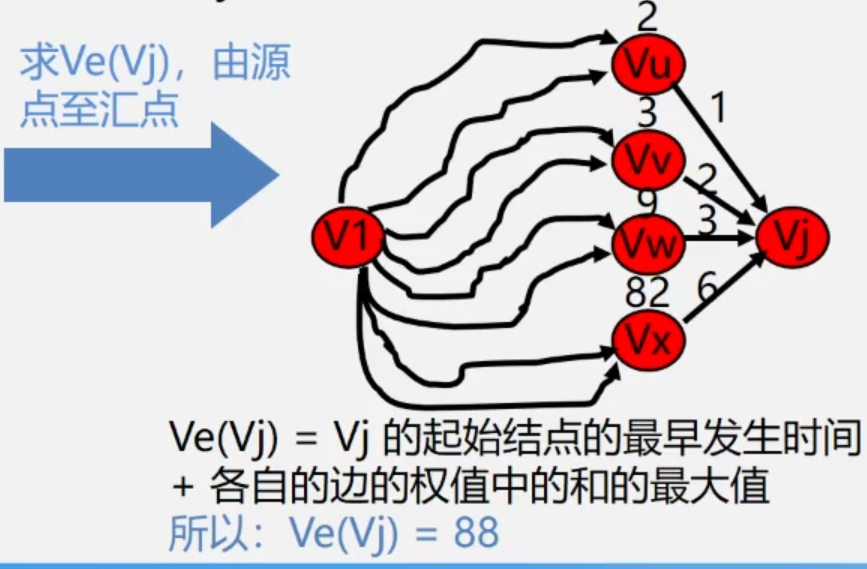 求Ve(Vj)，由源
点至汇点
2
Vu
1
3
Vv
2
9
V1
Vw
3
Vj
82
6
Vx
Ve(Vj) = Vj 的起始结点的最早发生时间
+ 各自的边的权值中的和的最大值
所以：Ve(Vj) = 88